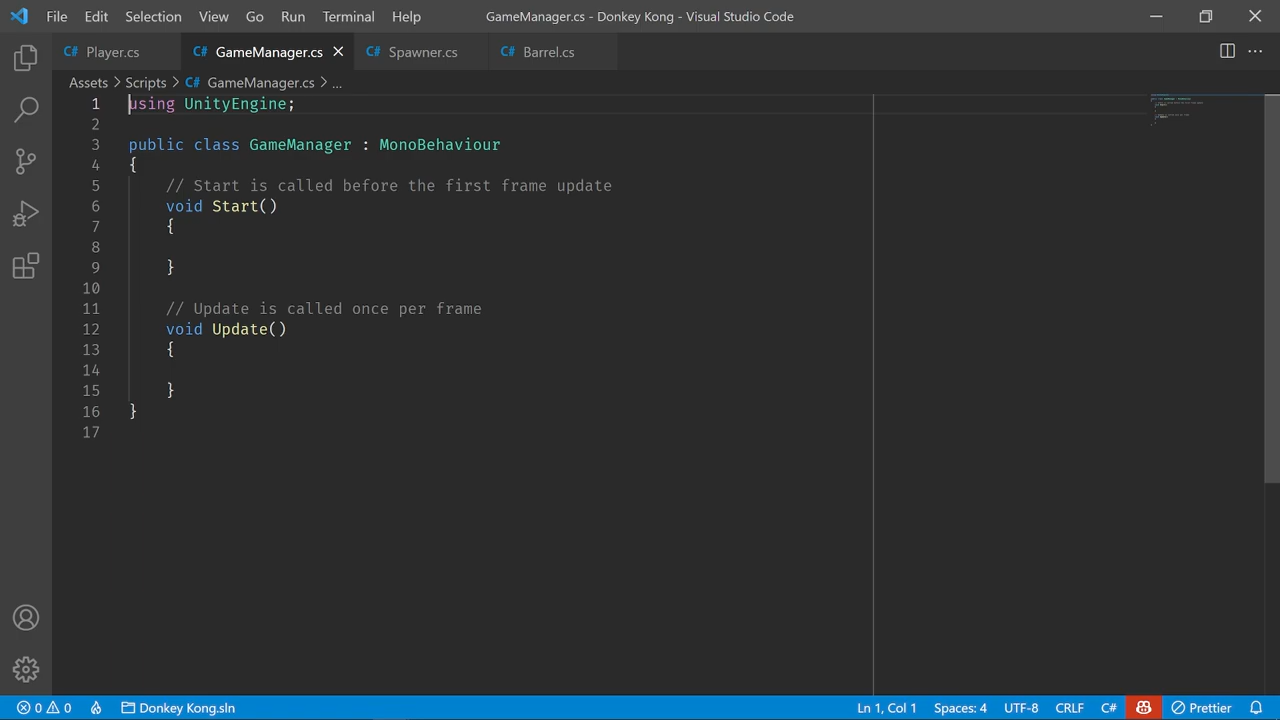 File Edit Selection View Go Run Terminal Help GameManager.cs - Donkey Kong - Visual Studio Code
C# Player.cs C# GameManager.cs C# Spawner.cs C# Barrel.cs
Assets > Scripts > C# GameManager.cs > ...
1 using UnityEngine;
2
3 public class GameManager : MonoBehaviour
4 {
5 // Start is called before the first frame update
6 void Start()
7 {
8
9 }
10
11 // Update is called once per frame
12 void Update()
13 {
14
15 }
16 }
17
0 0 Donkey Kong.sln Ln 1, Col 1 Spaces: 4 UTF-8 CRLF C# Prettier